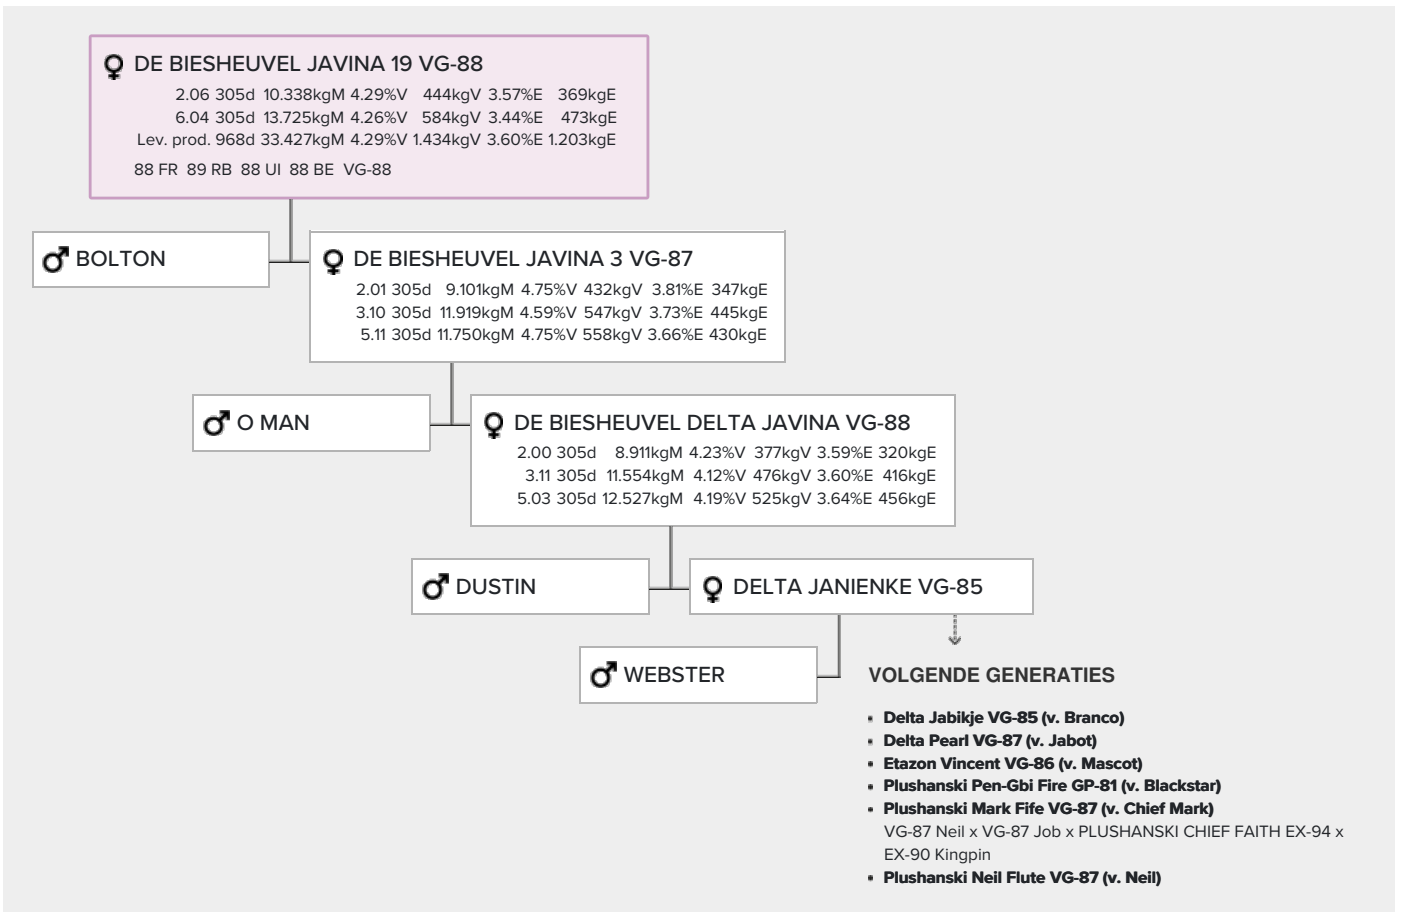 DE BIESHEUVEL JAVINA 19 VG-88
2.06 305d 10.338kgM 4.29%V 444kgV 3.57%E 369kgE
6.04 305d 13.725kgM 4.26%V 584kgV 3.44%E 473kgE
Lev. prod. 968d 33.427kgM 4.29%V 1.434kgV 3.60%E 1.203kgE
88 FR 89 RB 88 UI 88 BE VG-88
BOLTON
DE BIESHEUVEL JAVINA 3 VG-87
2.01 305d 9.101kgM 4.75%V 432kgV 3.81%E 347kgE
3.10 305d 11.919kgM 4.59%V 547kgV 3.73%E 445kgE
5.11 305d 11.750kgM 4.75%V 558kgV 3.66%E 430kgE
O MAN
DE BIESHEUVEL DELTA JAVINA VG-88
2.00 305d 8.911kgM 4.23%V 377kgV 3.59%E 320kgE
3.11 305d 11.554kgM 4.12%V 476kgV 3.60%E 416kgE
5.03 305d 12.527kgM 4.19%V 525kgV 3.64%E 456kgE
DUSTIN
DELTA JANIENKE VG-85
WEBSTER
VOLGENDE GENERATIES
• Delta Jabikje VG-85 (v. Branco)
• Delta Pearl VG-87 (v. Jabot)
• Etazon Vincent VG-86 (v. Mascot)
• Plushanski Pen-Gbi Fire GP-81 (v. Blackstar)
• Plushanski Mark Fife VG-87 (v. Chief Mark)
VG-87 Neil x VG-87 Job x PLUSHANSKI CHIEF FAITH EX-94 x
EX-90 Kingpin
• Plushanski Neil Flute VG-87 (v. Neil)